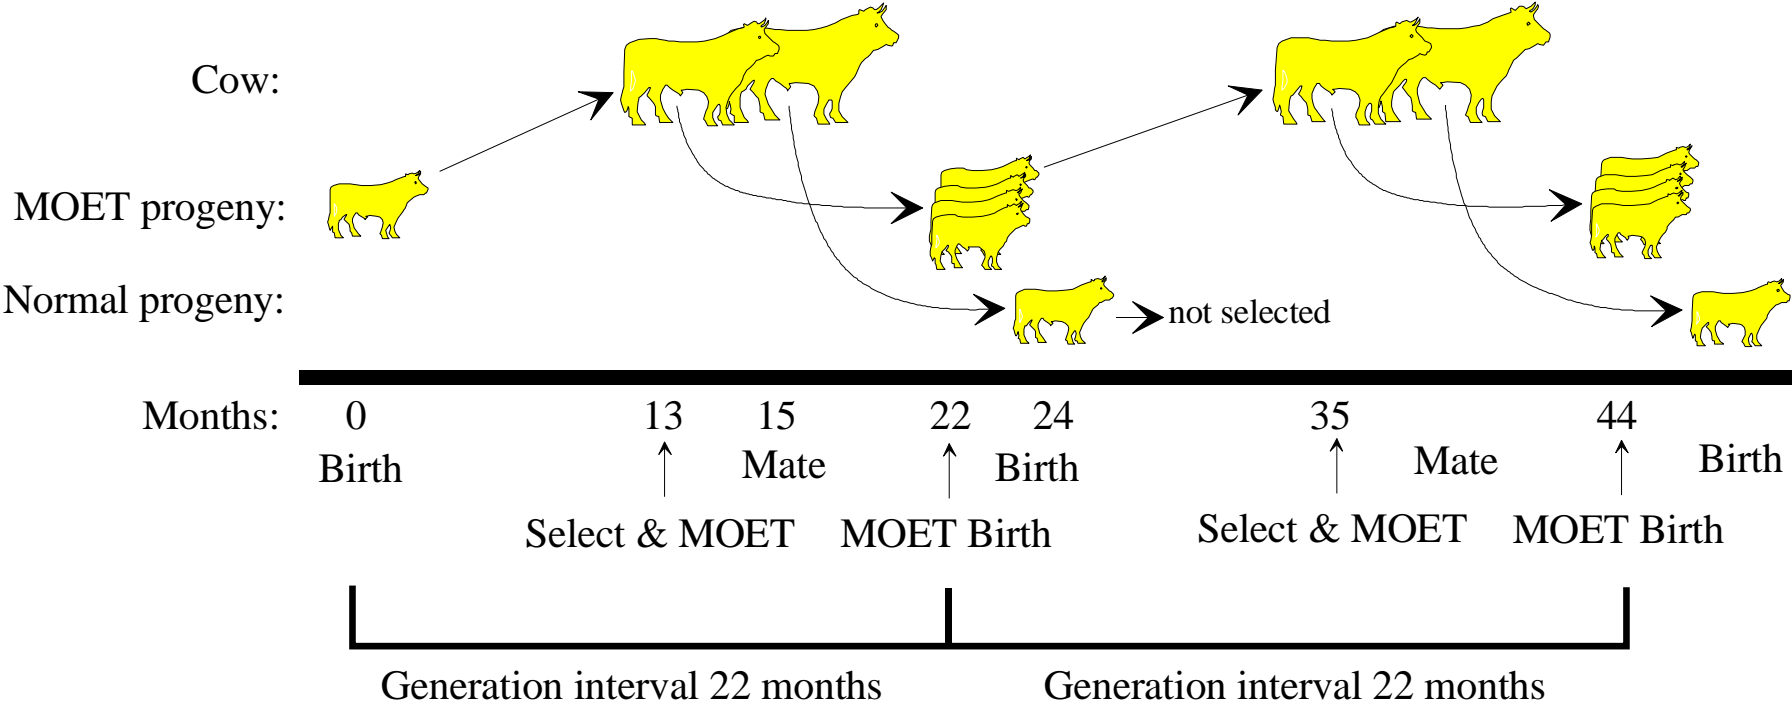 Cow:
MOET progeny:
Normal progeny:
not selected
Months: 0 13 15 22 24 35 44
Birth Mate Birth Mate Birth
Select & MOET MOET Birth Select & MOET MOET Birth
Generation interval 22 months Generation interval 22 months